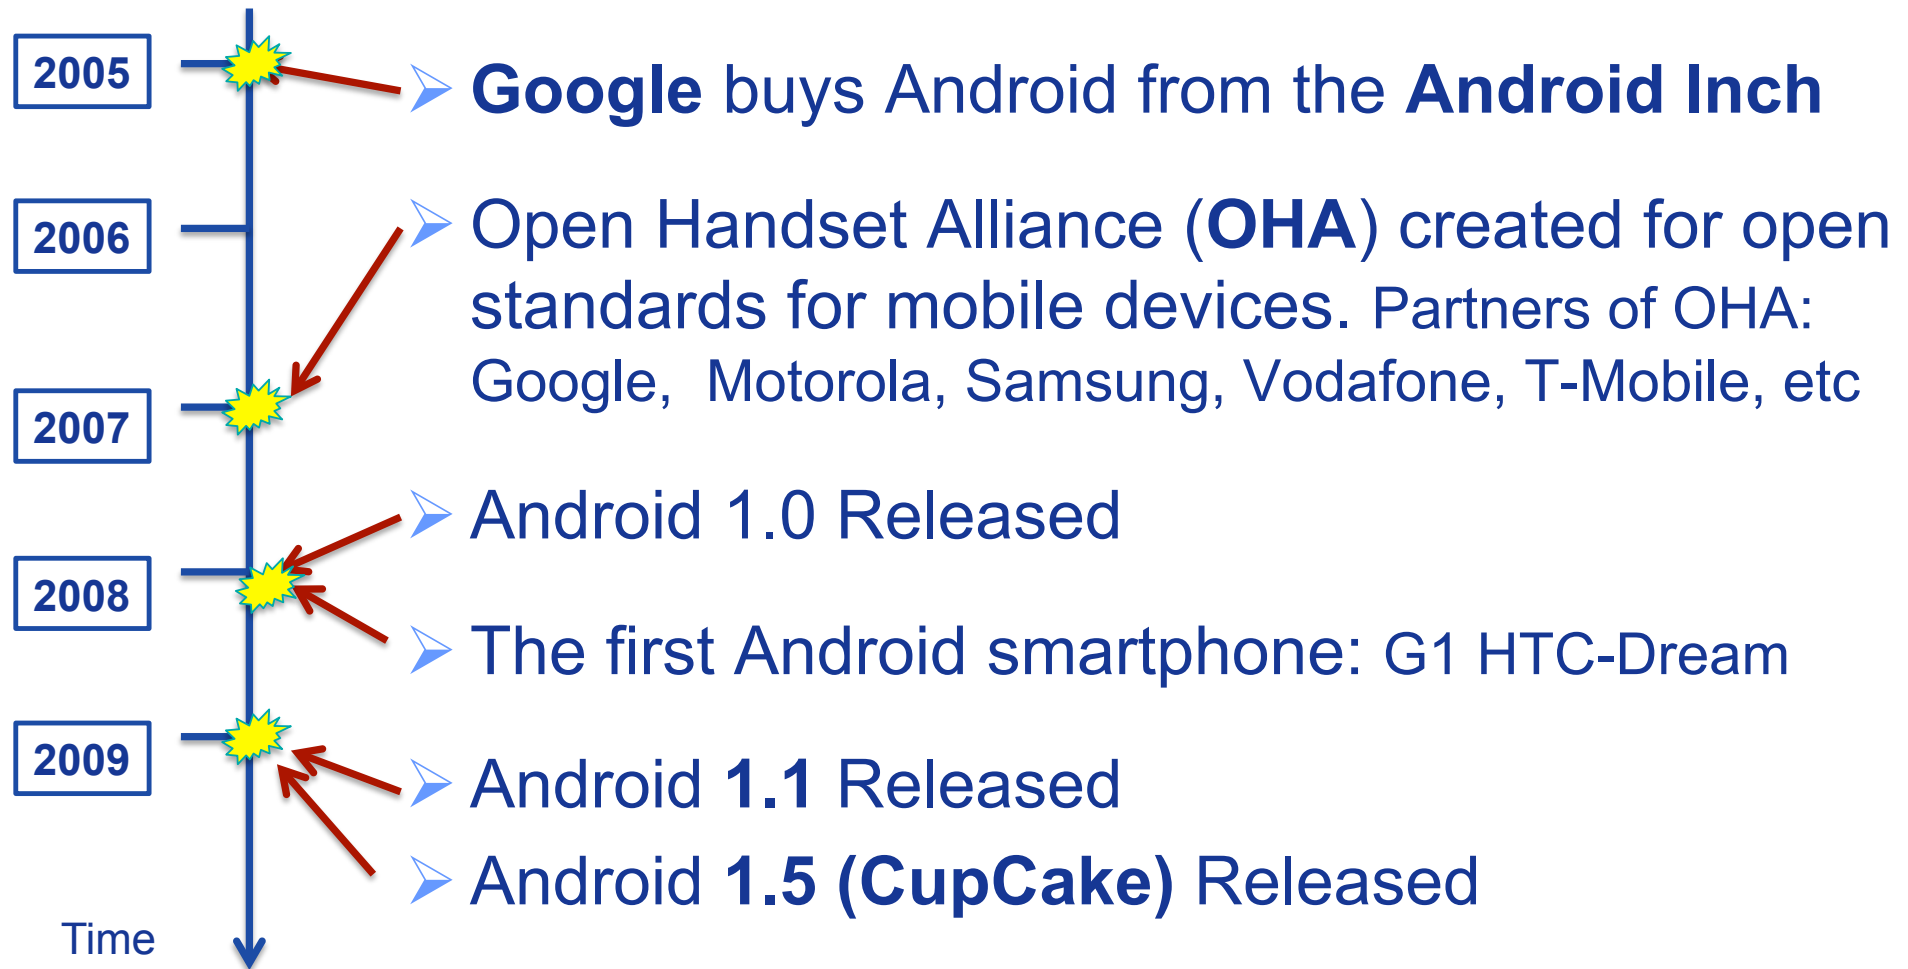 2005
Google buys Android from the Android Inch
2006
Open Handset Alliance (OHA) created for open
standards for mobile devices. Partners of OHA:
Google, Motorola, Samsung, Vodafone, T-Mobile, etc
2007
Android 1.0 Released
2008
The first Android smartphone: G1 HTC-Dream
2009
Android 1.1 Released
Android 1.5 (CupCake) Released
Time